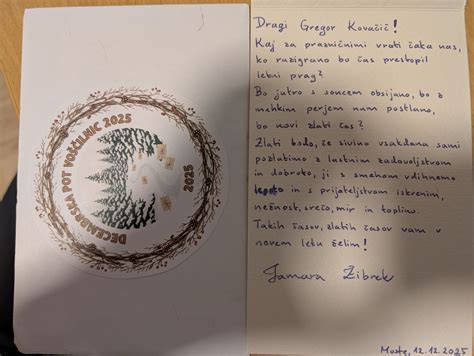 DECEMBRSKA POT VOŠČILNIC 2025
2025
Dragi Gregor Kovačič!
Kaj za prazničnimi vrati čaka nas,
ko razigrano bo čas prestopil
letni prag?
Bo jutro s soncem obsijano, bo z
mehkim perjem nam postlano,
bo novi zlati čas?
Zlati bodo, če sivino vsakdana sami
pozlatimo z lastnim zadovoljstvom
in dobroto, ji s smehom vdihnemo
in s prijateljstvom iskrenim,
nežnost, srečo, mir in toplino.
Takih časov, zlatih časov vam v
novem letu želim!
Tamara Žibrek
Moste, 12.12.2025